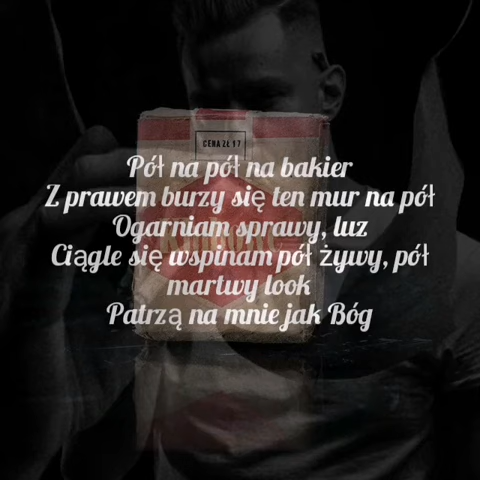 CENA ZŁ 17
Pół na pół na bakier
Z prawem burzy się ten mur na pół
Ogarniam sprawy, luz
Ciągle się wspinam pół żywy, pół
martwy look
Patrzą na mnie jak Bóg